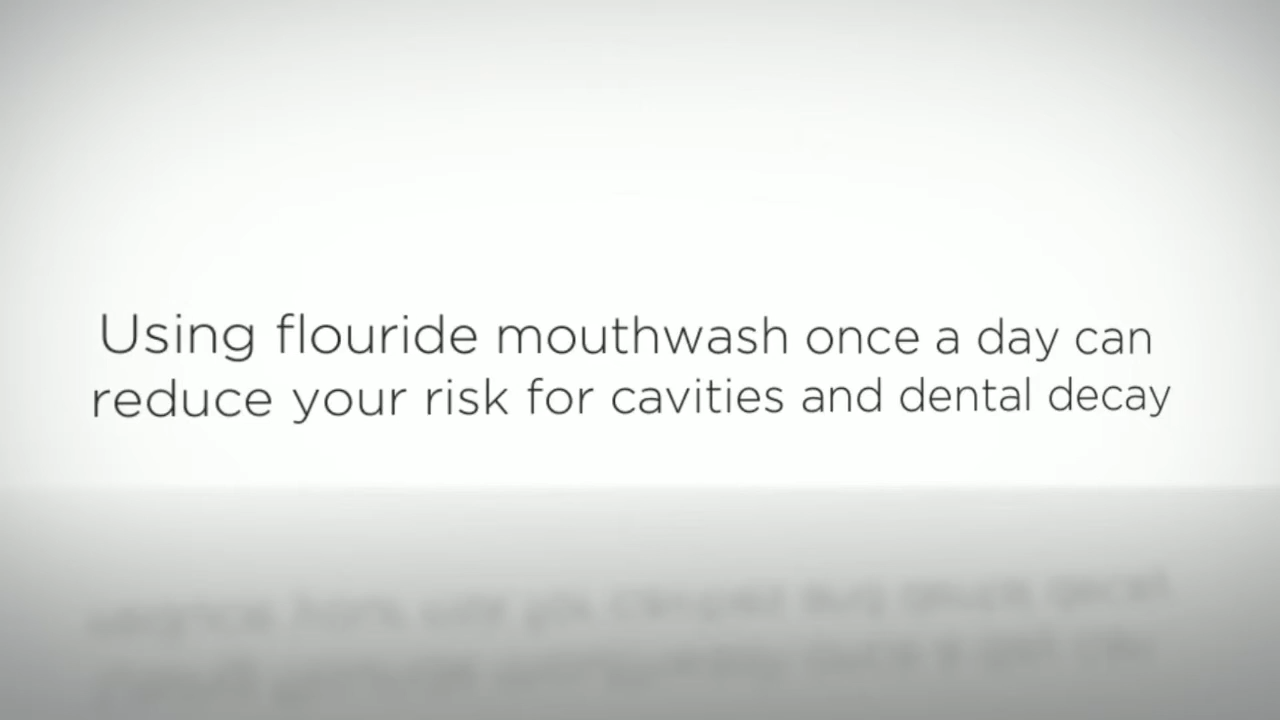 Using flouride mouthwash once a day can
reduce your risk for cavities and dental decay